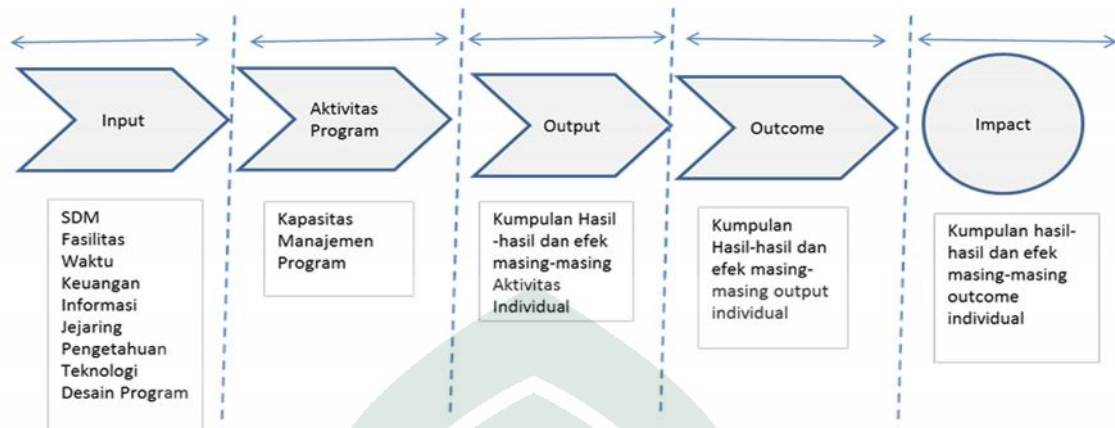 Input
Aktivitas
Program
Output
Outcome
Impact
SDM
Fasilitas
Waktu
Keuangan
Informasi
Jejaring
Pengetahuan
Teknologi
Desain Program
Kapasitas
Manajemen
Program
Kumpulan Hasil
-hasil dan efek
masing-masing
Aktivitas
Individual
Kumpulan
Hasil-hasil dan
efek masing-
masing output
individual
Kumpulan hasil-
hasil dan efek
masing-masing
outcome
individual